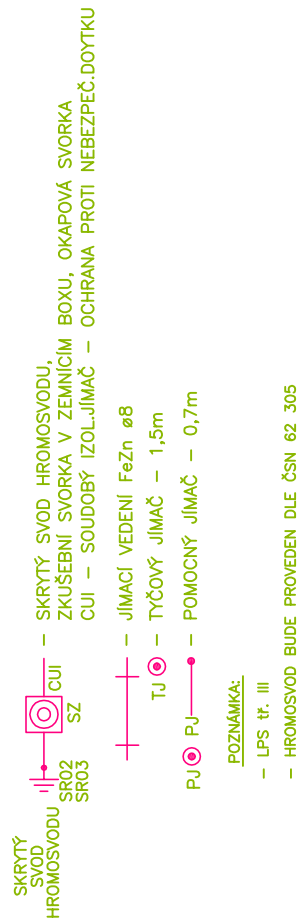 SKRYTÝ
SVOD
HROMOSVODU
SR02
SR03
SZ
CUI
– SKRYTÝ SVOD HROMOSVODU,
ZKUŠEBNÍ SVORKA V ZEMNÍCÍM BOXU, OKAPOVÁ SVORKA
CUI – SOUDOBÝ IZOL.JÍMAČ – OCHRANA PROTI NEBEZPEČ.DOYTKU
– JÍMACÍ VEDENÍ FeZn ø8
TJ
– TYČOVÝ JÍMAČ – 1,5m
PJ
PJ
– POMOCNÝ JÍMAČ – 0,7m
POZNÁMKA:
– LPS tř. III
– HROMOSVOD BUDE PROVEDEN DLE ČSN 62 305